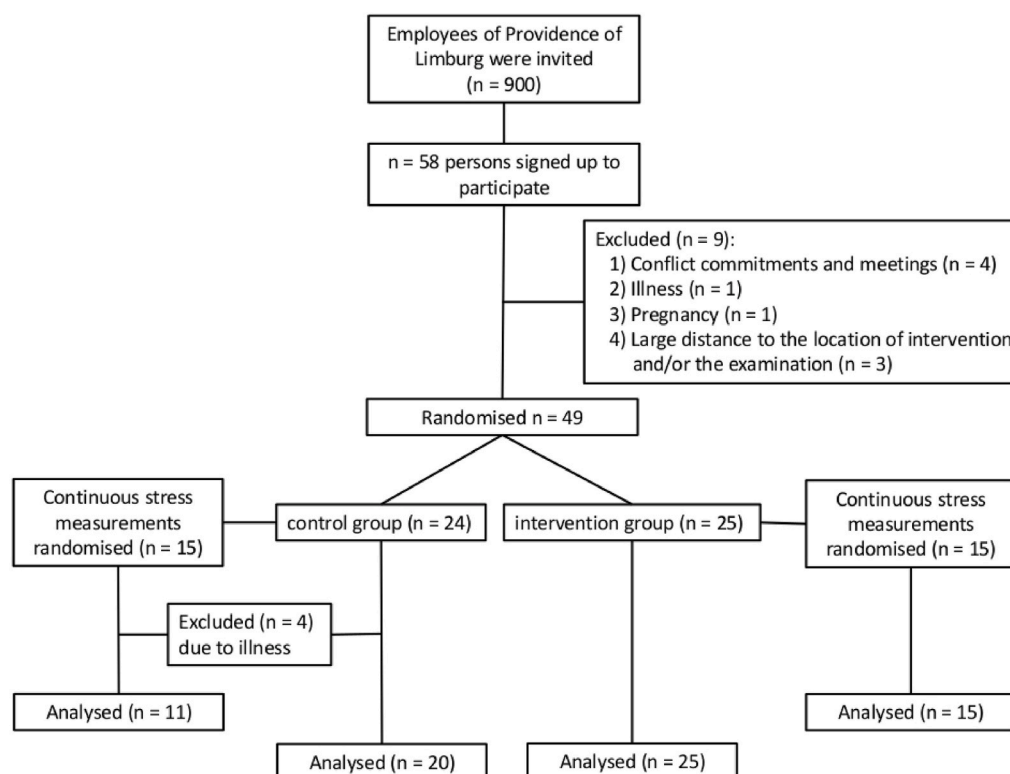 Employees of Providence of
Limburg were invited
(n = 900)
n = 58 persons signed up to
participate
Excluded (n = 9):
1) Conflict commitments and meetings (n = 4)
2) Illness (n = 1)
3) Pregnancy (n = 1)
4) Large distance to the location of intervention
and/or the examination (n = 3)
Randomised n = 49
Continuous stress
measurements
randomised (n = 15)
control group (n = 24)
intervention group (n = 25)
Continuous stress
measurements
randomised (n = 15)
Excluded (n = 4)
due to illness
Analysed (n = 11)
Analysed (n = 20)
Analysed (n = 25)
Analysed (n = 15)